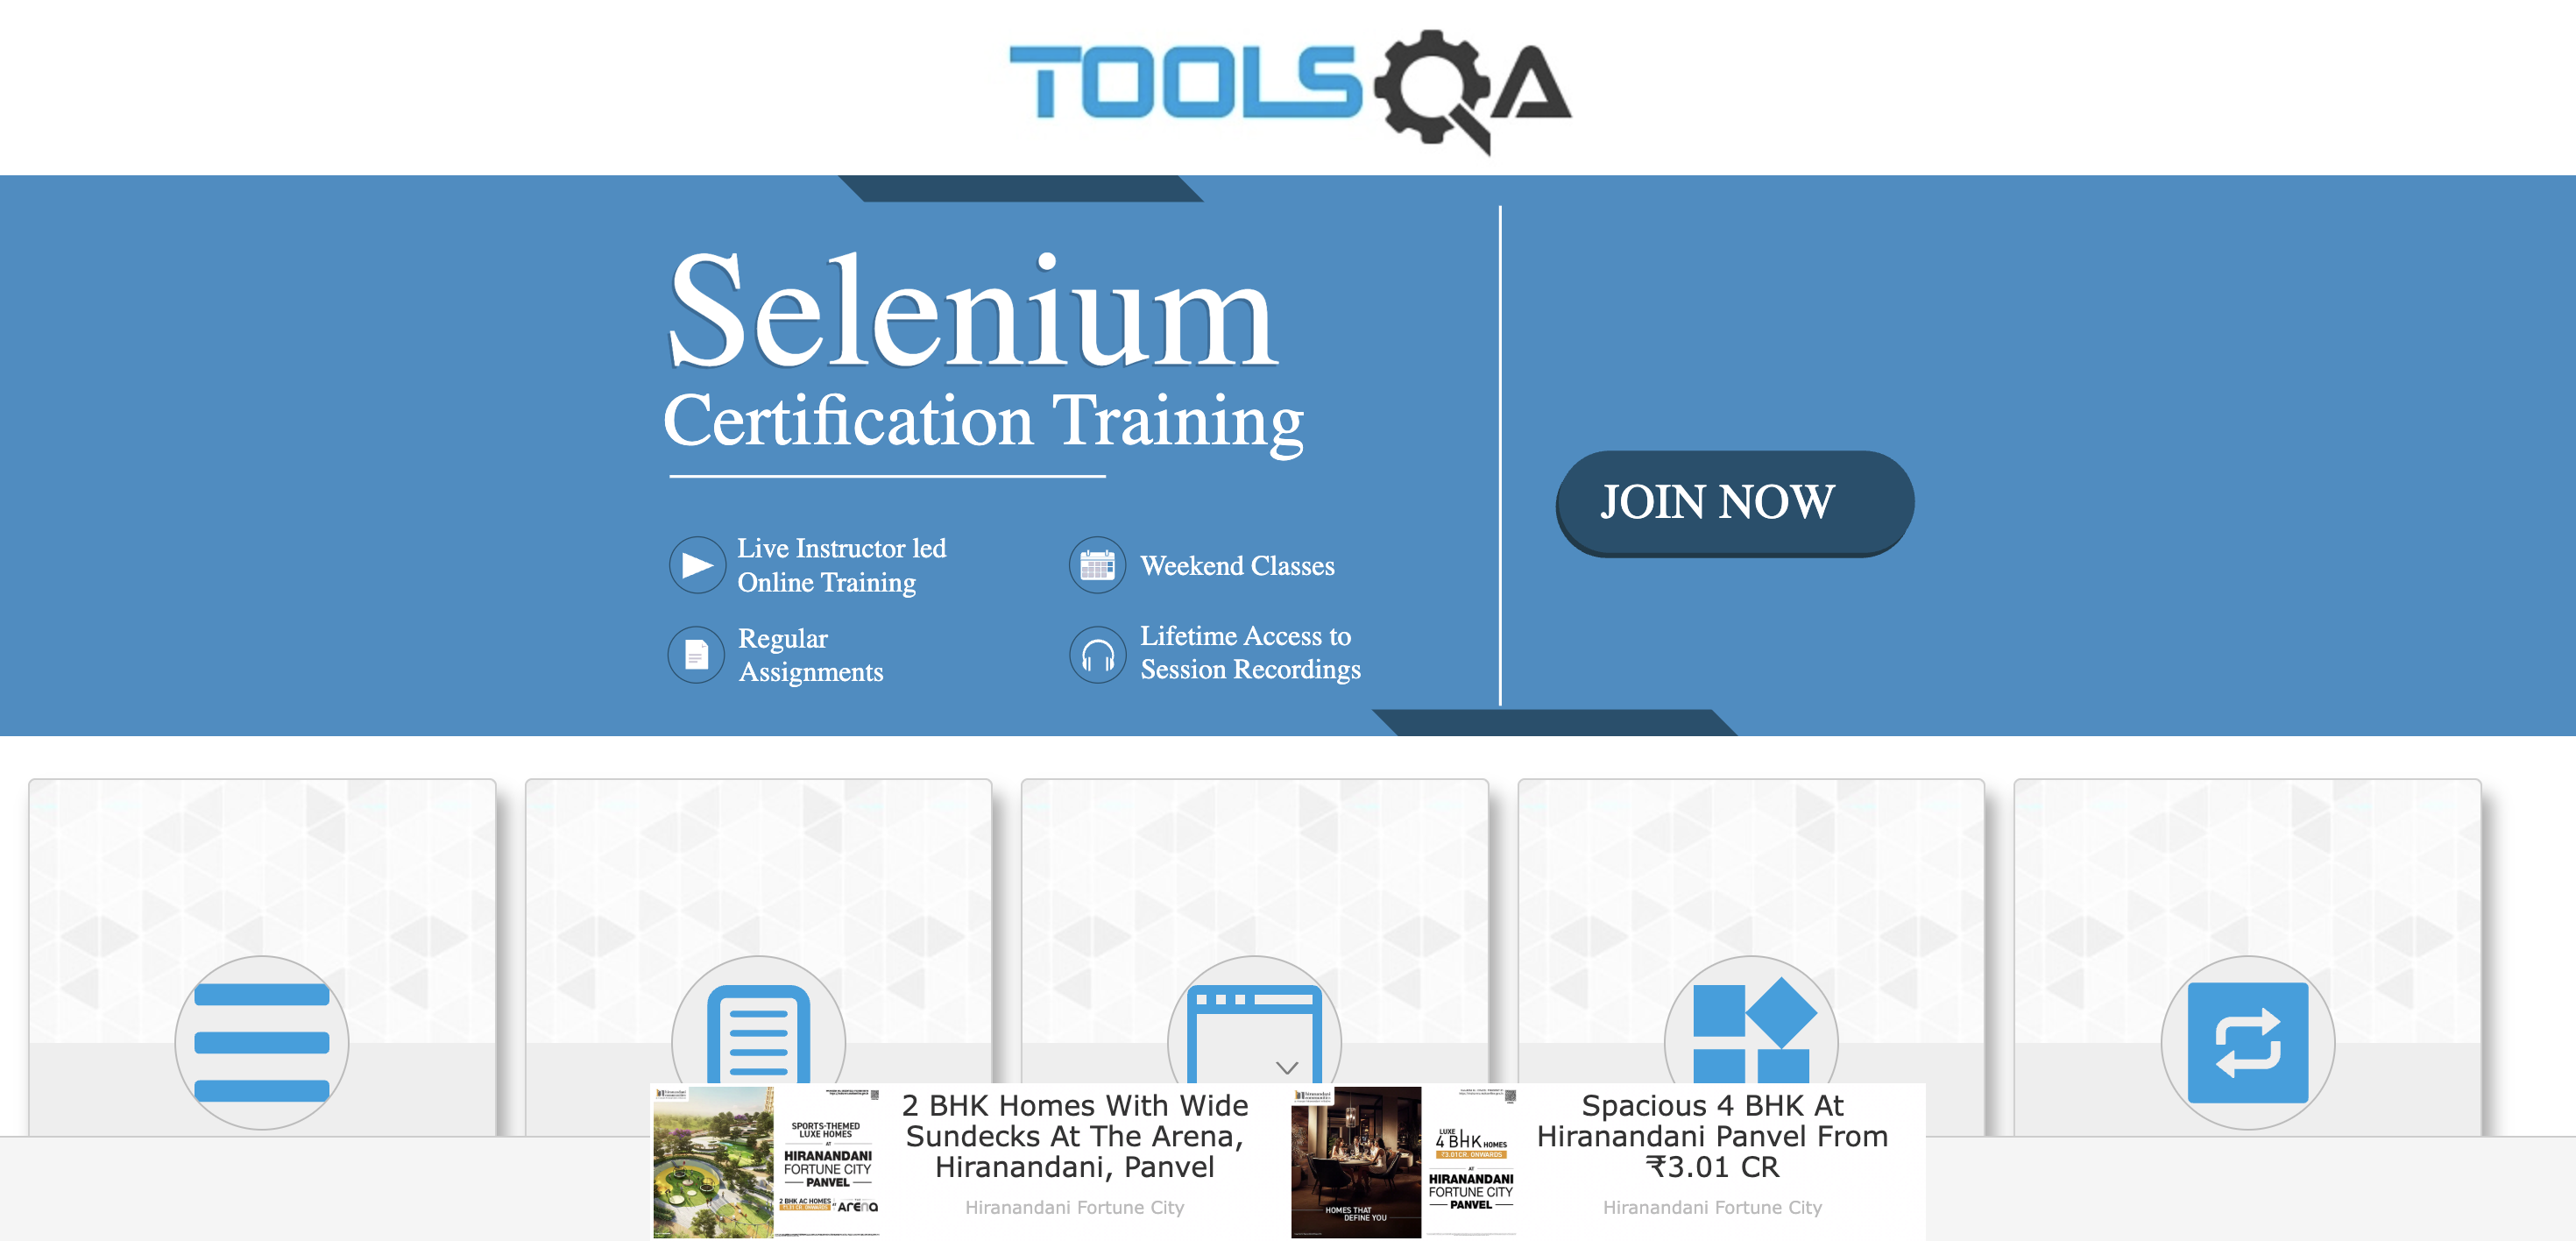 TOOLSQA
Selenium
Certification Training
Live Instructor led
Online Training
Weekend Classes
Regular
Assignments
Lifetime Access to
Session Recordings
JOIN NOW
SPORTS-THEMED
LUXE HOMES
AT
HIRANANDANI
FORTUNE CITY
PANVEL
2 BHK AC HOMES
ARENA
2 BHK Homes With Wide
Sundecks At The Arena,
Hiranandani, Panvel
Hiranandani Fortune City
HOMES THAT
DEFINE YOU
LUXE
4 BHK HOMES
₹3.01 CR. ONWARDS
AT
HIRANANDANI
FORTUNE CITY
PANVEL
Spacious 4 BHK At
Hiranandani Panvel From
₹3.01 CR
Hiranandani Fortune City